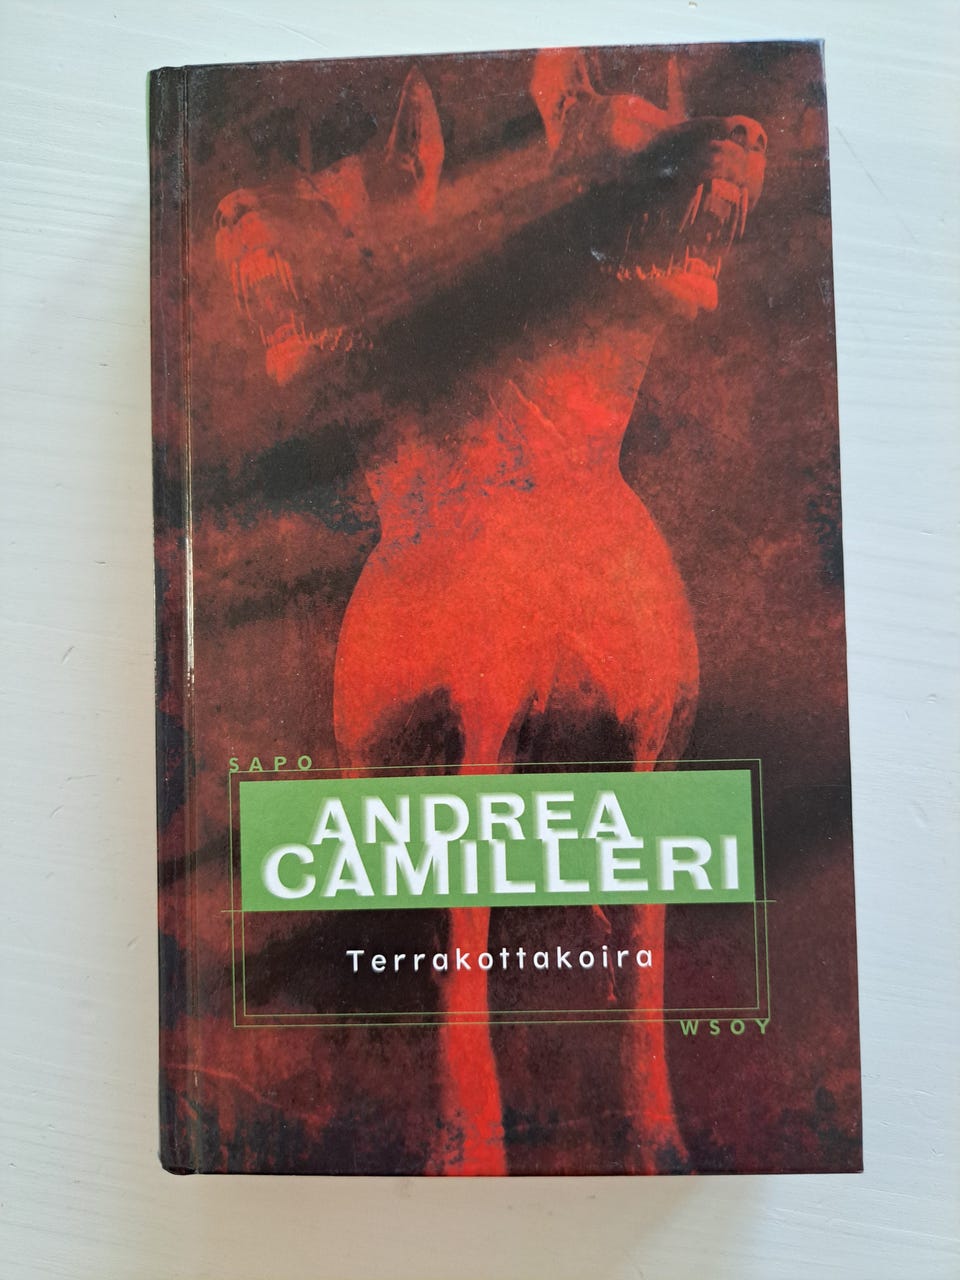 SAPO
ANDREA
CAMILLERI
Terrakottakoira
WSOY